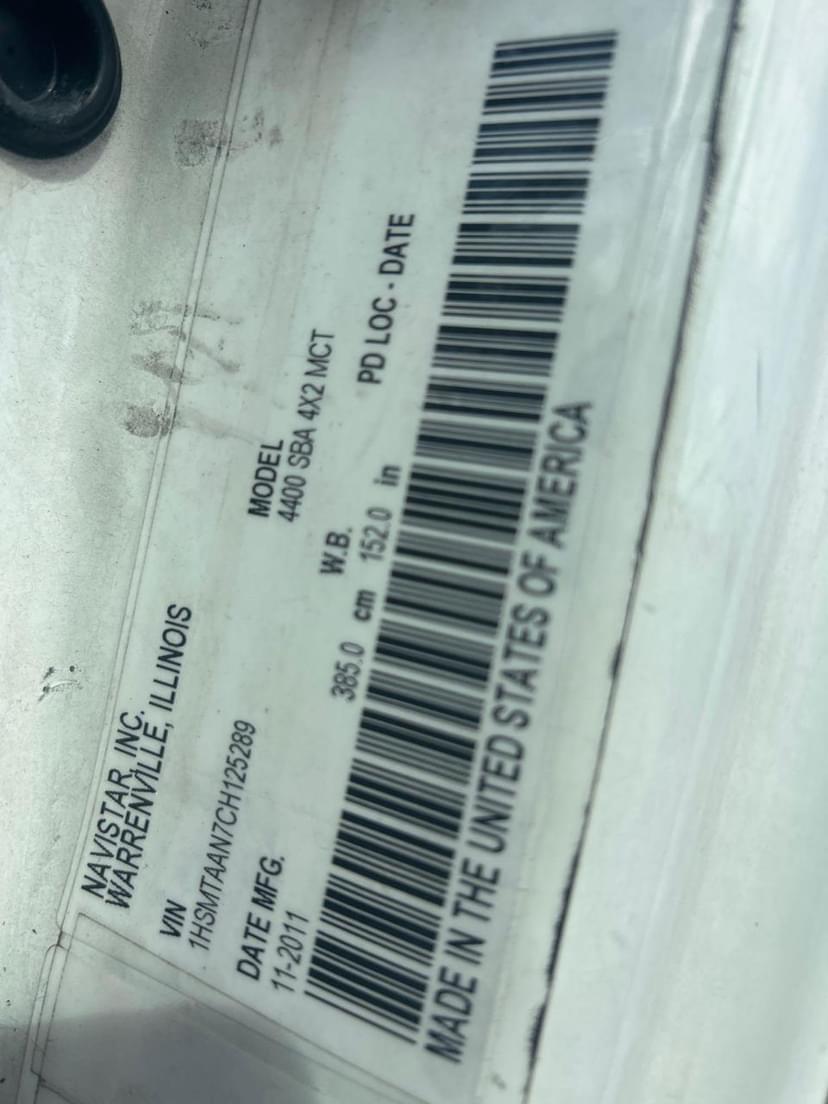 NAVISTAR, INC.
WARRENVILLE, ILLINOIS
VIN
1HSMTAAN7CH125289
MODEL
4400 SBA 4X2 MCT
DATE MFG.
11-2011
W.B.
385.0 cm 152.0 in
PD LOC - DATE
MADE IN THE UNITED STATES OF AMERICA